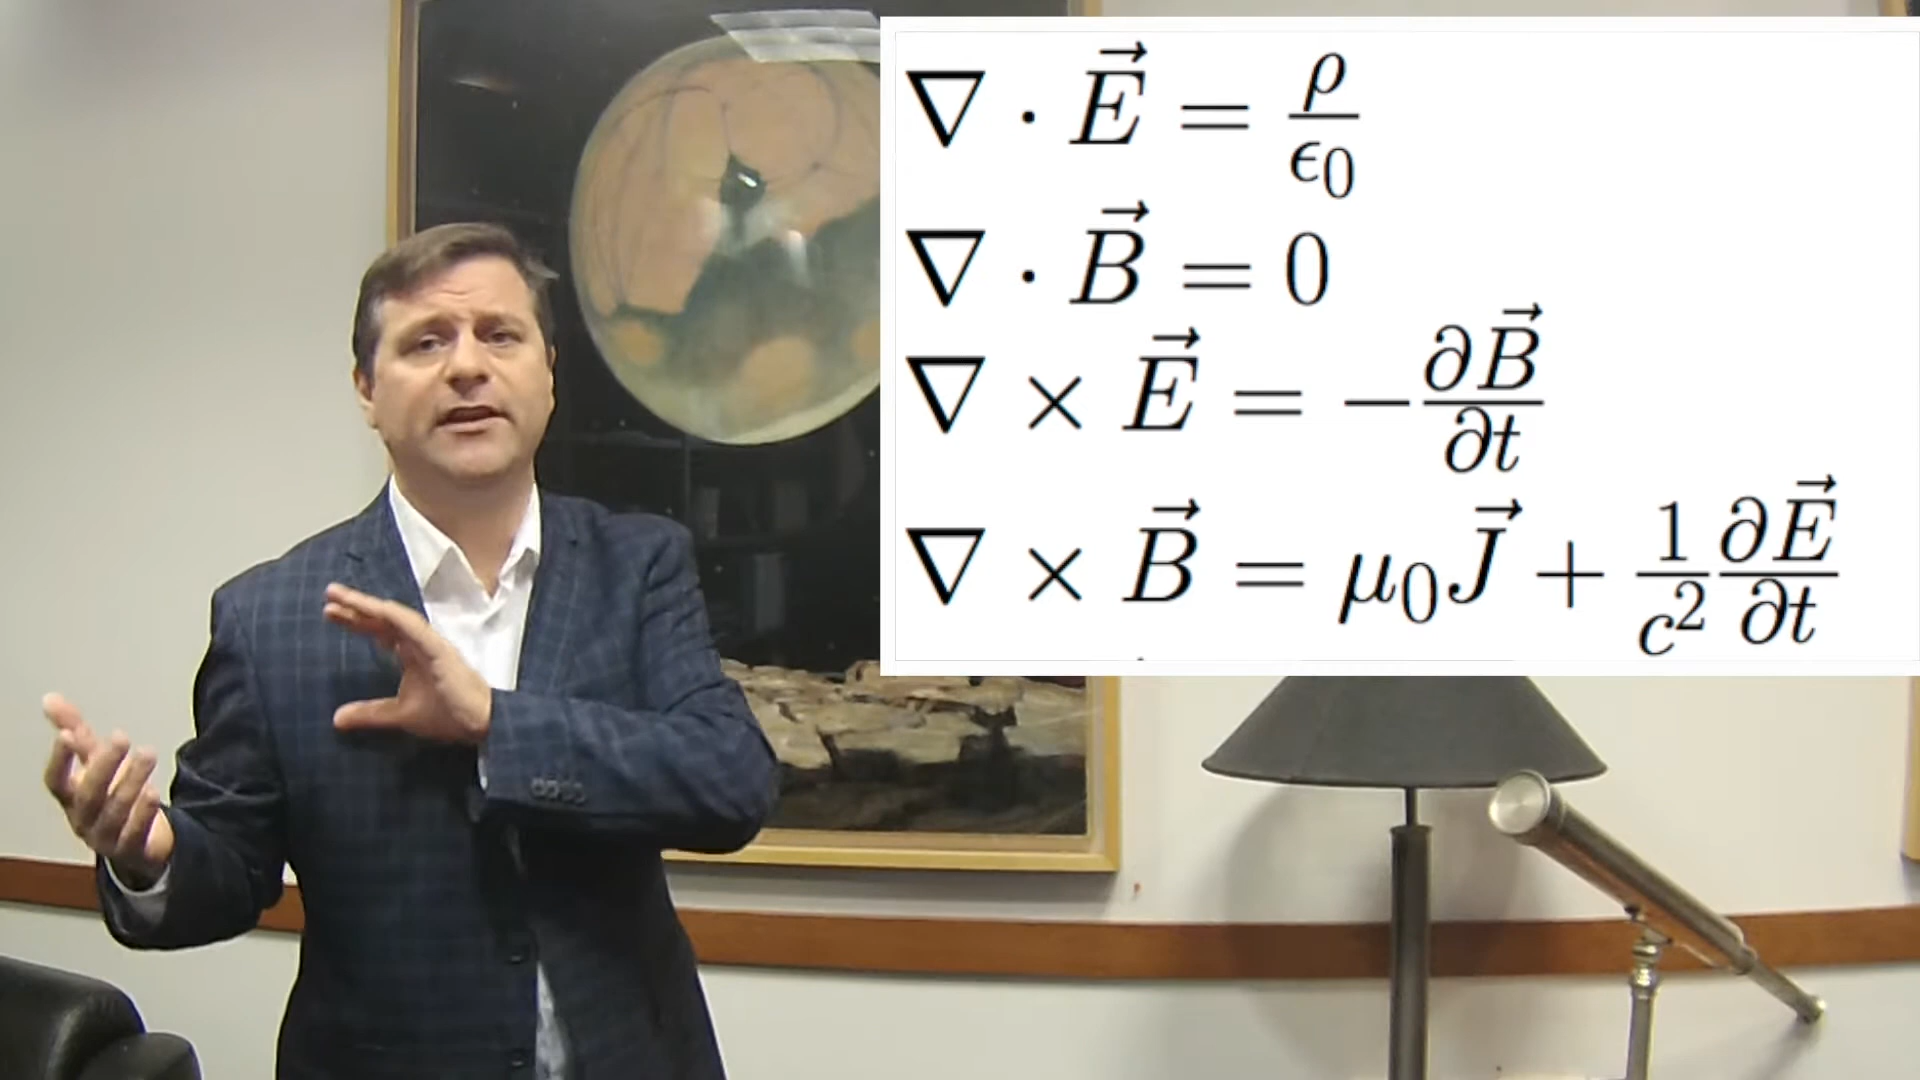 ∇ · E⃗ = ρ/ϵ₀
∇ · B⃗ = 0
∇ × E⃗ = −∂B⃗/∂t
∇ × B⃗ = μ₀J⃗ + 1/c² ∂E⃗/∂t